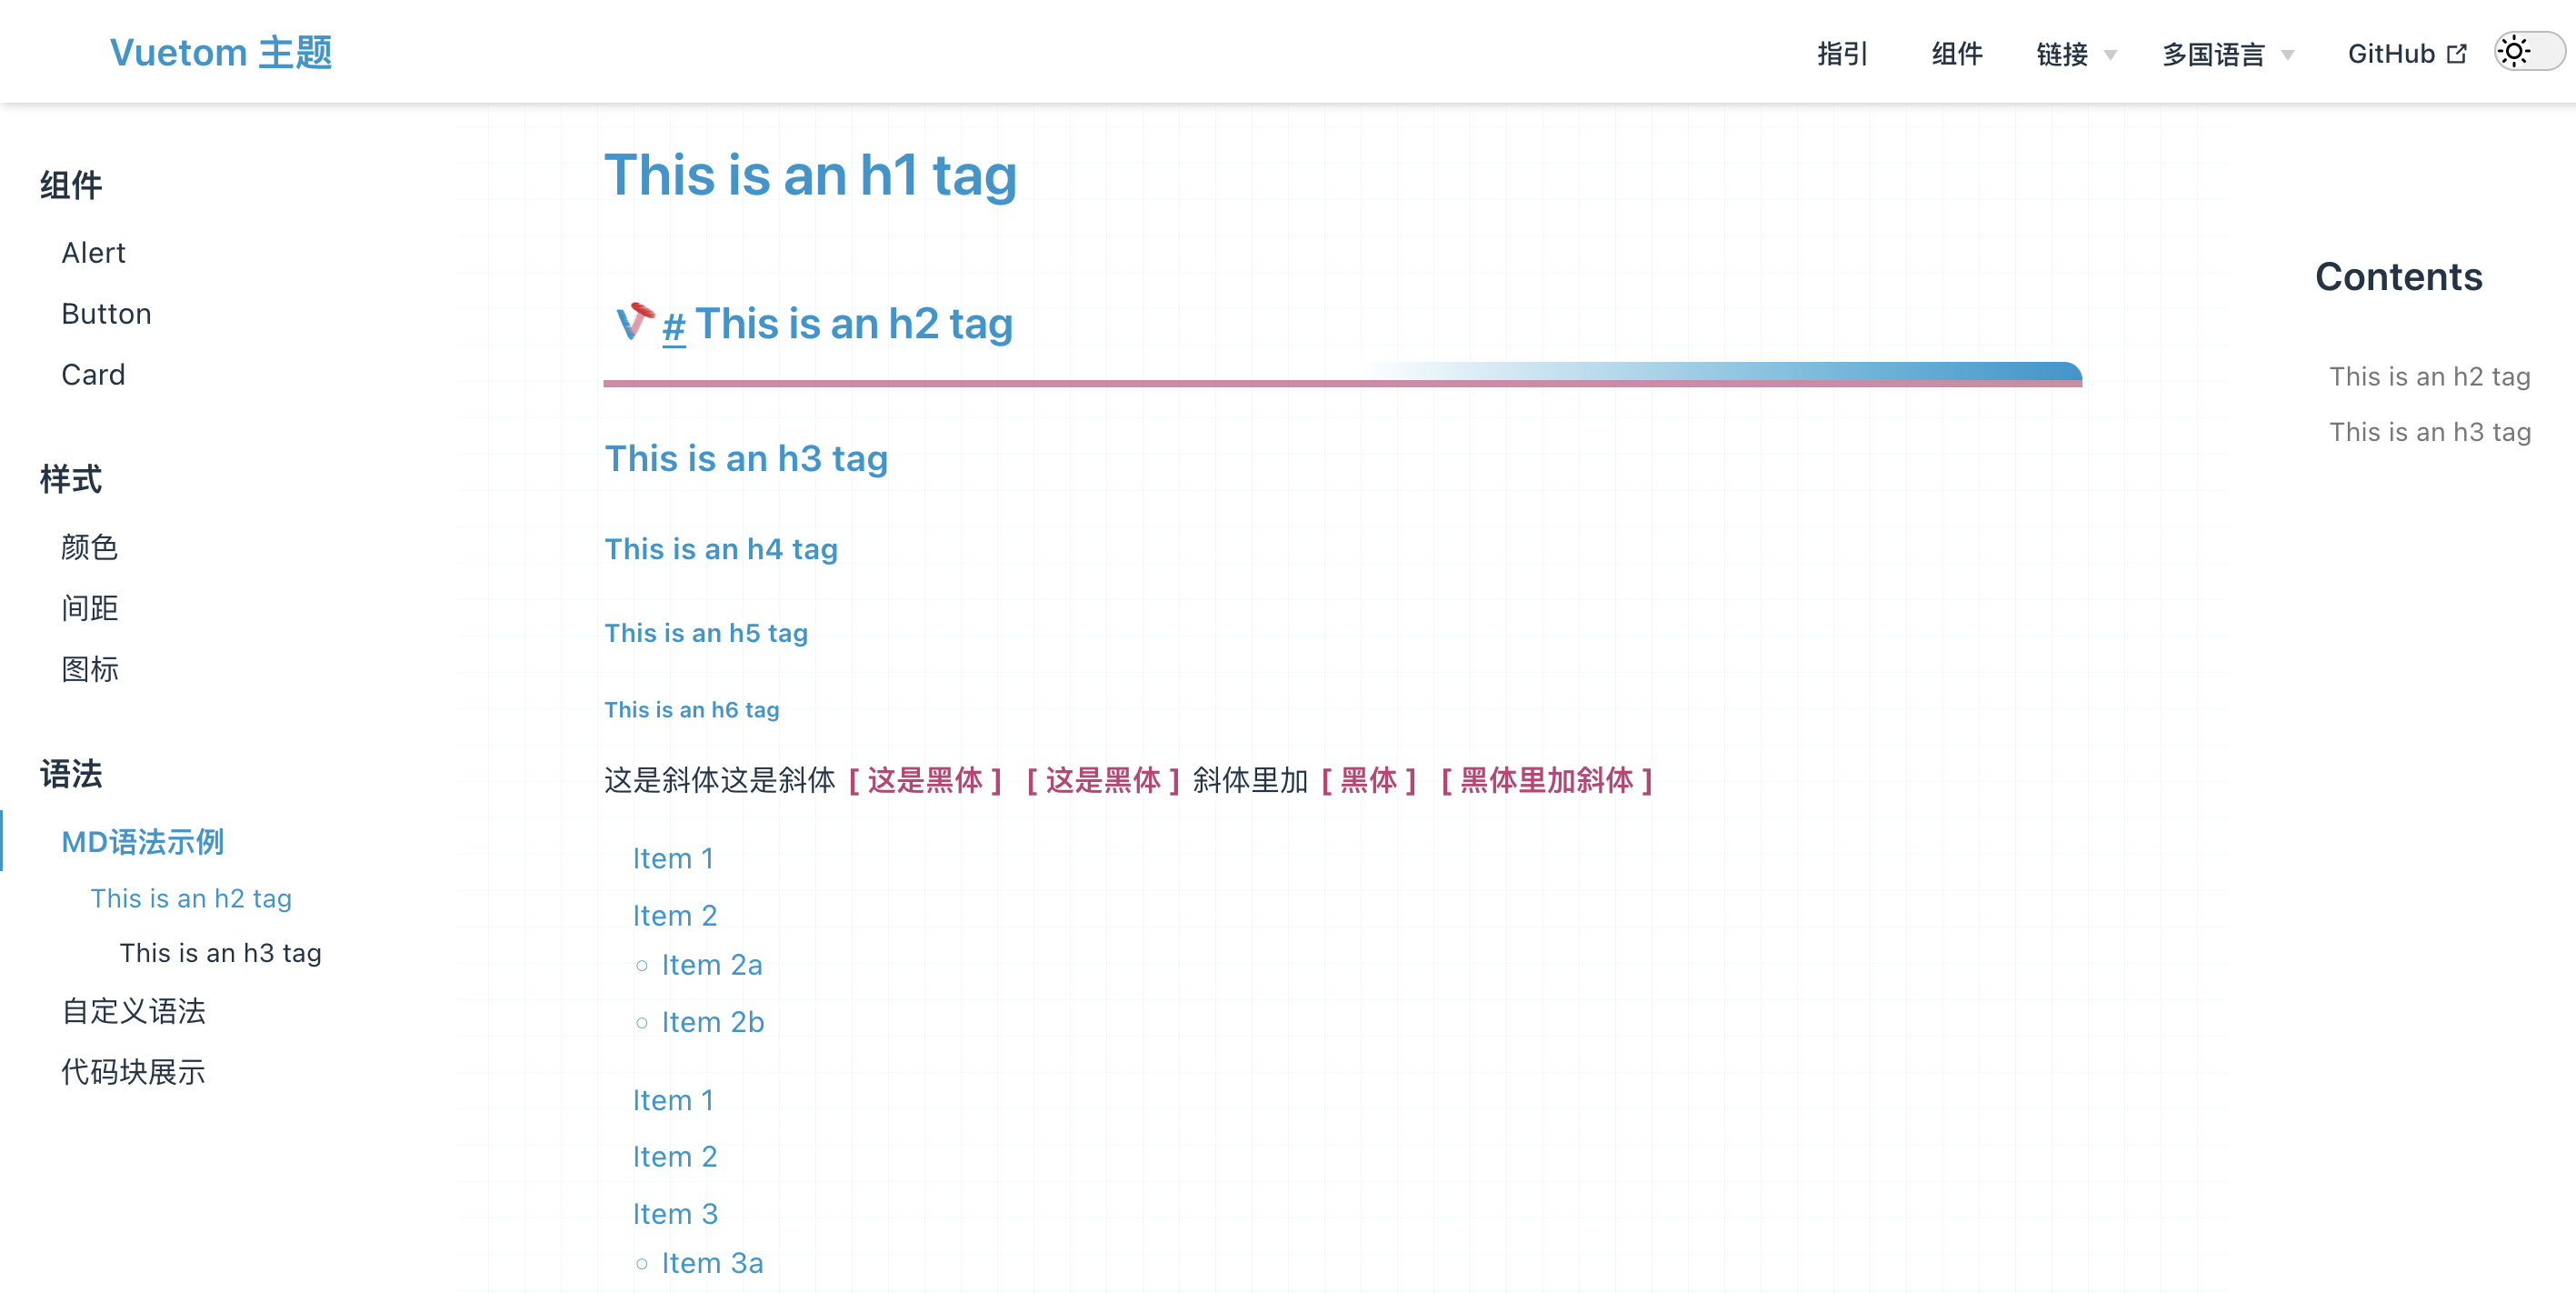 Vuetom 主题
指引 组件 链接 多国语言 GitHub
组件
Alert
Button
Card
样式
颜色
间距
图标
语法
MD语法示例
This is an h2 tag
This is an h3 tag
自定义语法
代码块展示
This is an h1 tag
# This is an h2 tag
This is an h3 tag
This is an h4 tag
This is an h5 tag
This is an h6 tag
这是斜体这是斜体 [ 这是黑体 ] [ 这是黑体 ] 斜体里加 [ 黑体 ] [ 黑体里加斜体 ]
Item 1
Item 2
Item 2a
Item 2b
Item 1
Item 2
Item 3
Item 3a
Contents
This is an h2 tag
This is an h3 tag